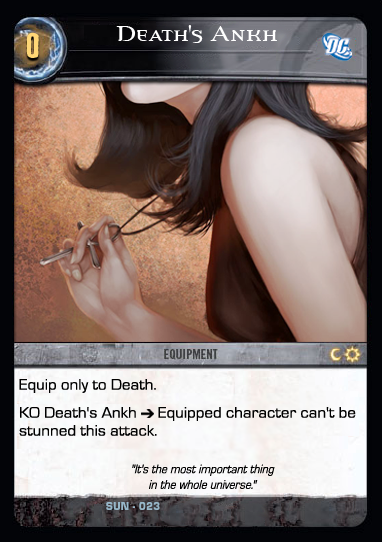 0
Death's Ankh
DC
EQUIPMENT
Equip only to Death.
KO Death's Ankh ➔ Equipped character can't be
stunned this attack.
"It's the most important thing
in the whole universe."
SUN - 023